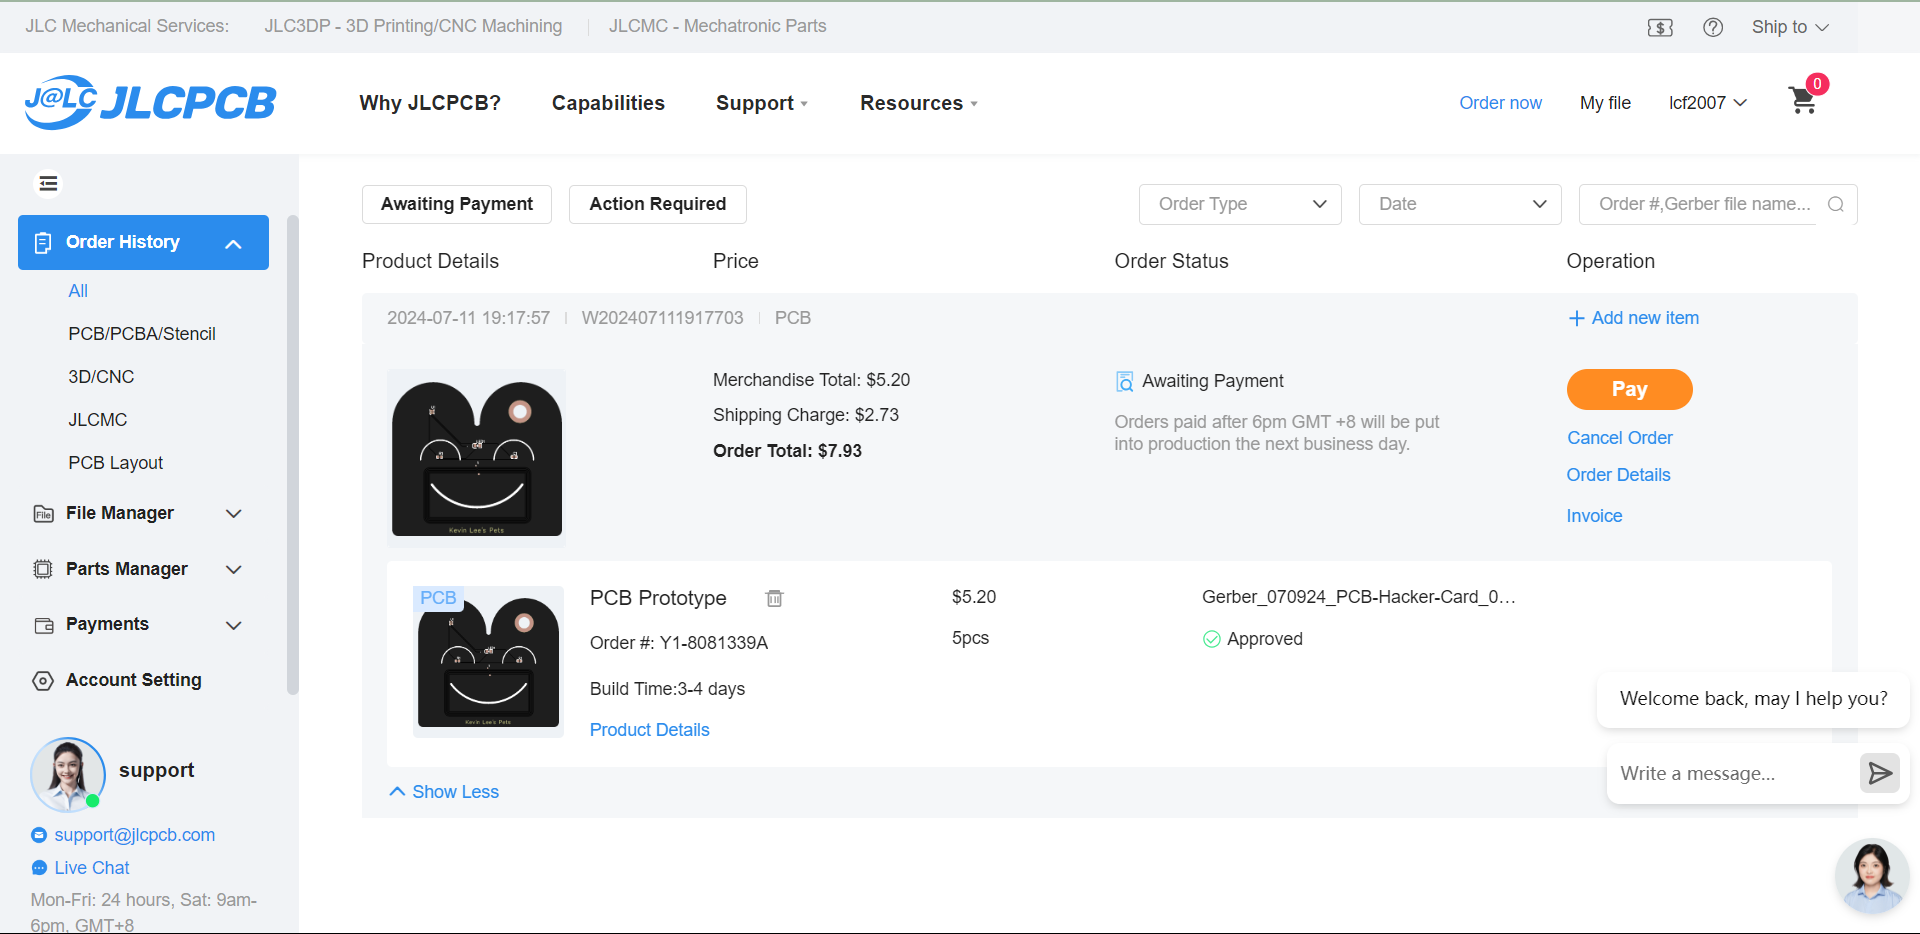 JLC Mechanical Services: JLC3DP - 3D Printing/CNC Machining JLCMC - Mechatronic Parts Ship to
J@LC JLCPCB Why JLCPCB? Capabilities Support Resources Order now My file lcf2007 0
Awaiting Payment Action Required Order Type Date Order #,Gerber file name...
Order History
All
PCB/PCBA/Stencil
3D/CNC
JLCMC
PCB Layout
File Manager
Parts Manager
Payments
Account Setting
support
support@jlcpcb.com
Live Chat
Mon-Fri: 24 hours, Sat: 9am-
6pm, GMT+8
Product Details Price Order Status Operation
2024-07-11 19:17:57 W202407111917703 PCB + Add new item
Kevin Lee's Pets
Merchandise Total: $5.20
Shipping Charge: $2.73
Order Total: $7.93
Awaiting Payment
Orders paid after 6pm GMT +8 will be put
into production the next business day.
Pay
Cancel Order
Order Details
Invoice
PCB
Kevin Lee's Pets
PCB Prototype
Order #: Y1-8081339A
Build Time:3-4 days
Product Details
$5.20
5pcs
Gerber_070924_PCB-Hacker-Card_0...
Approved
Show Less
Welcome back, may I help you?
Write a message...